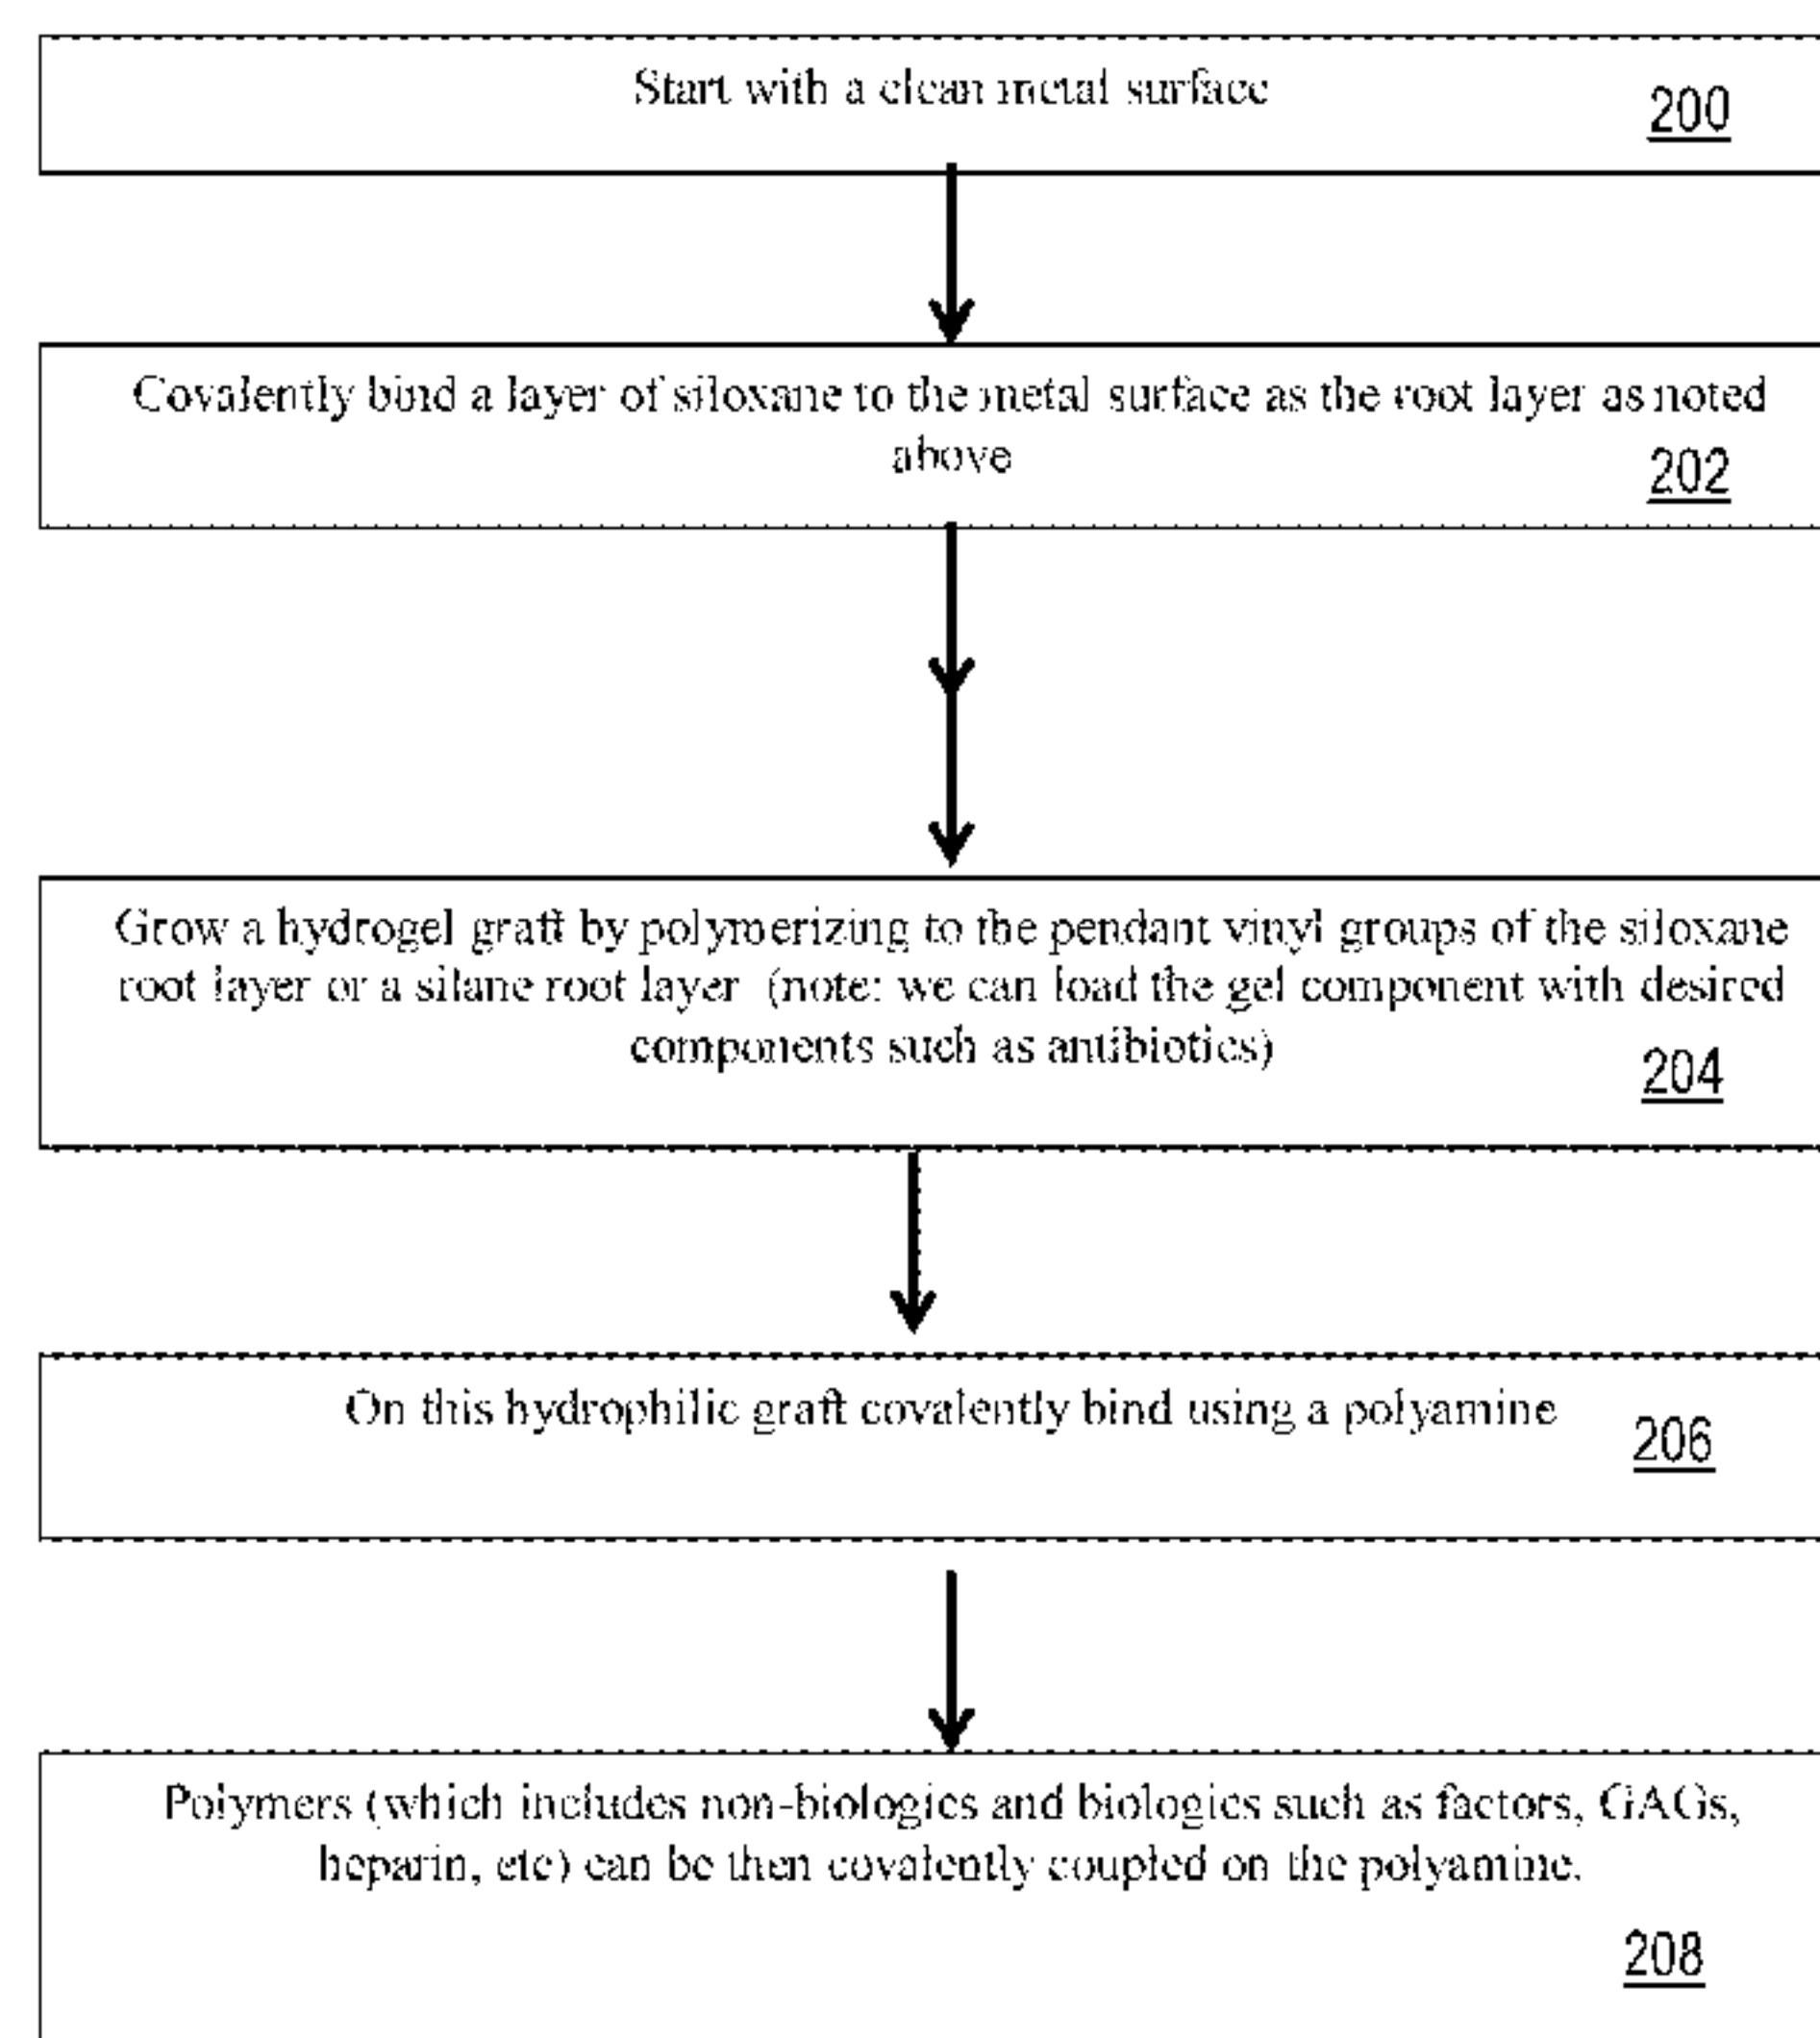 Start with a clean metal surface
200
Covalently bind a layer of siloxane to the metal surface as the root layer as noted
above
202
Grow a hydrogel graft by polymerizing to the pendant vinyl groups of the siloxane
root layer or a silane root layer (note: we can load the gel component with desired
components such as antibiotics)
204
On this hydrophilic graft covalently bind using a polyamine
206
Polymers (which includes non-biologics and biologics such as factors, GAGs,
heparin, etc) can be then covalently coupled on the polyamine.
208